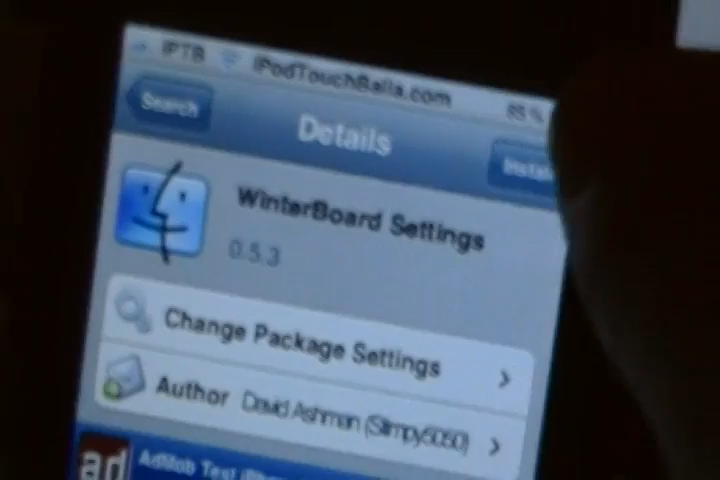 IPTB iPodTouchBalla.com 85%
Search Details Install
WinterBoard Settings
0.5.3
Change Package Settings
Author David Ashman (Stimpy5050)
ad AdMob Test